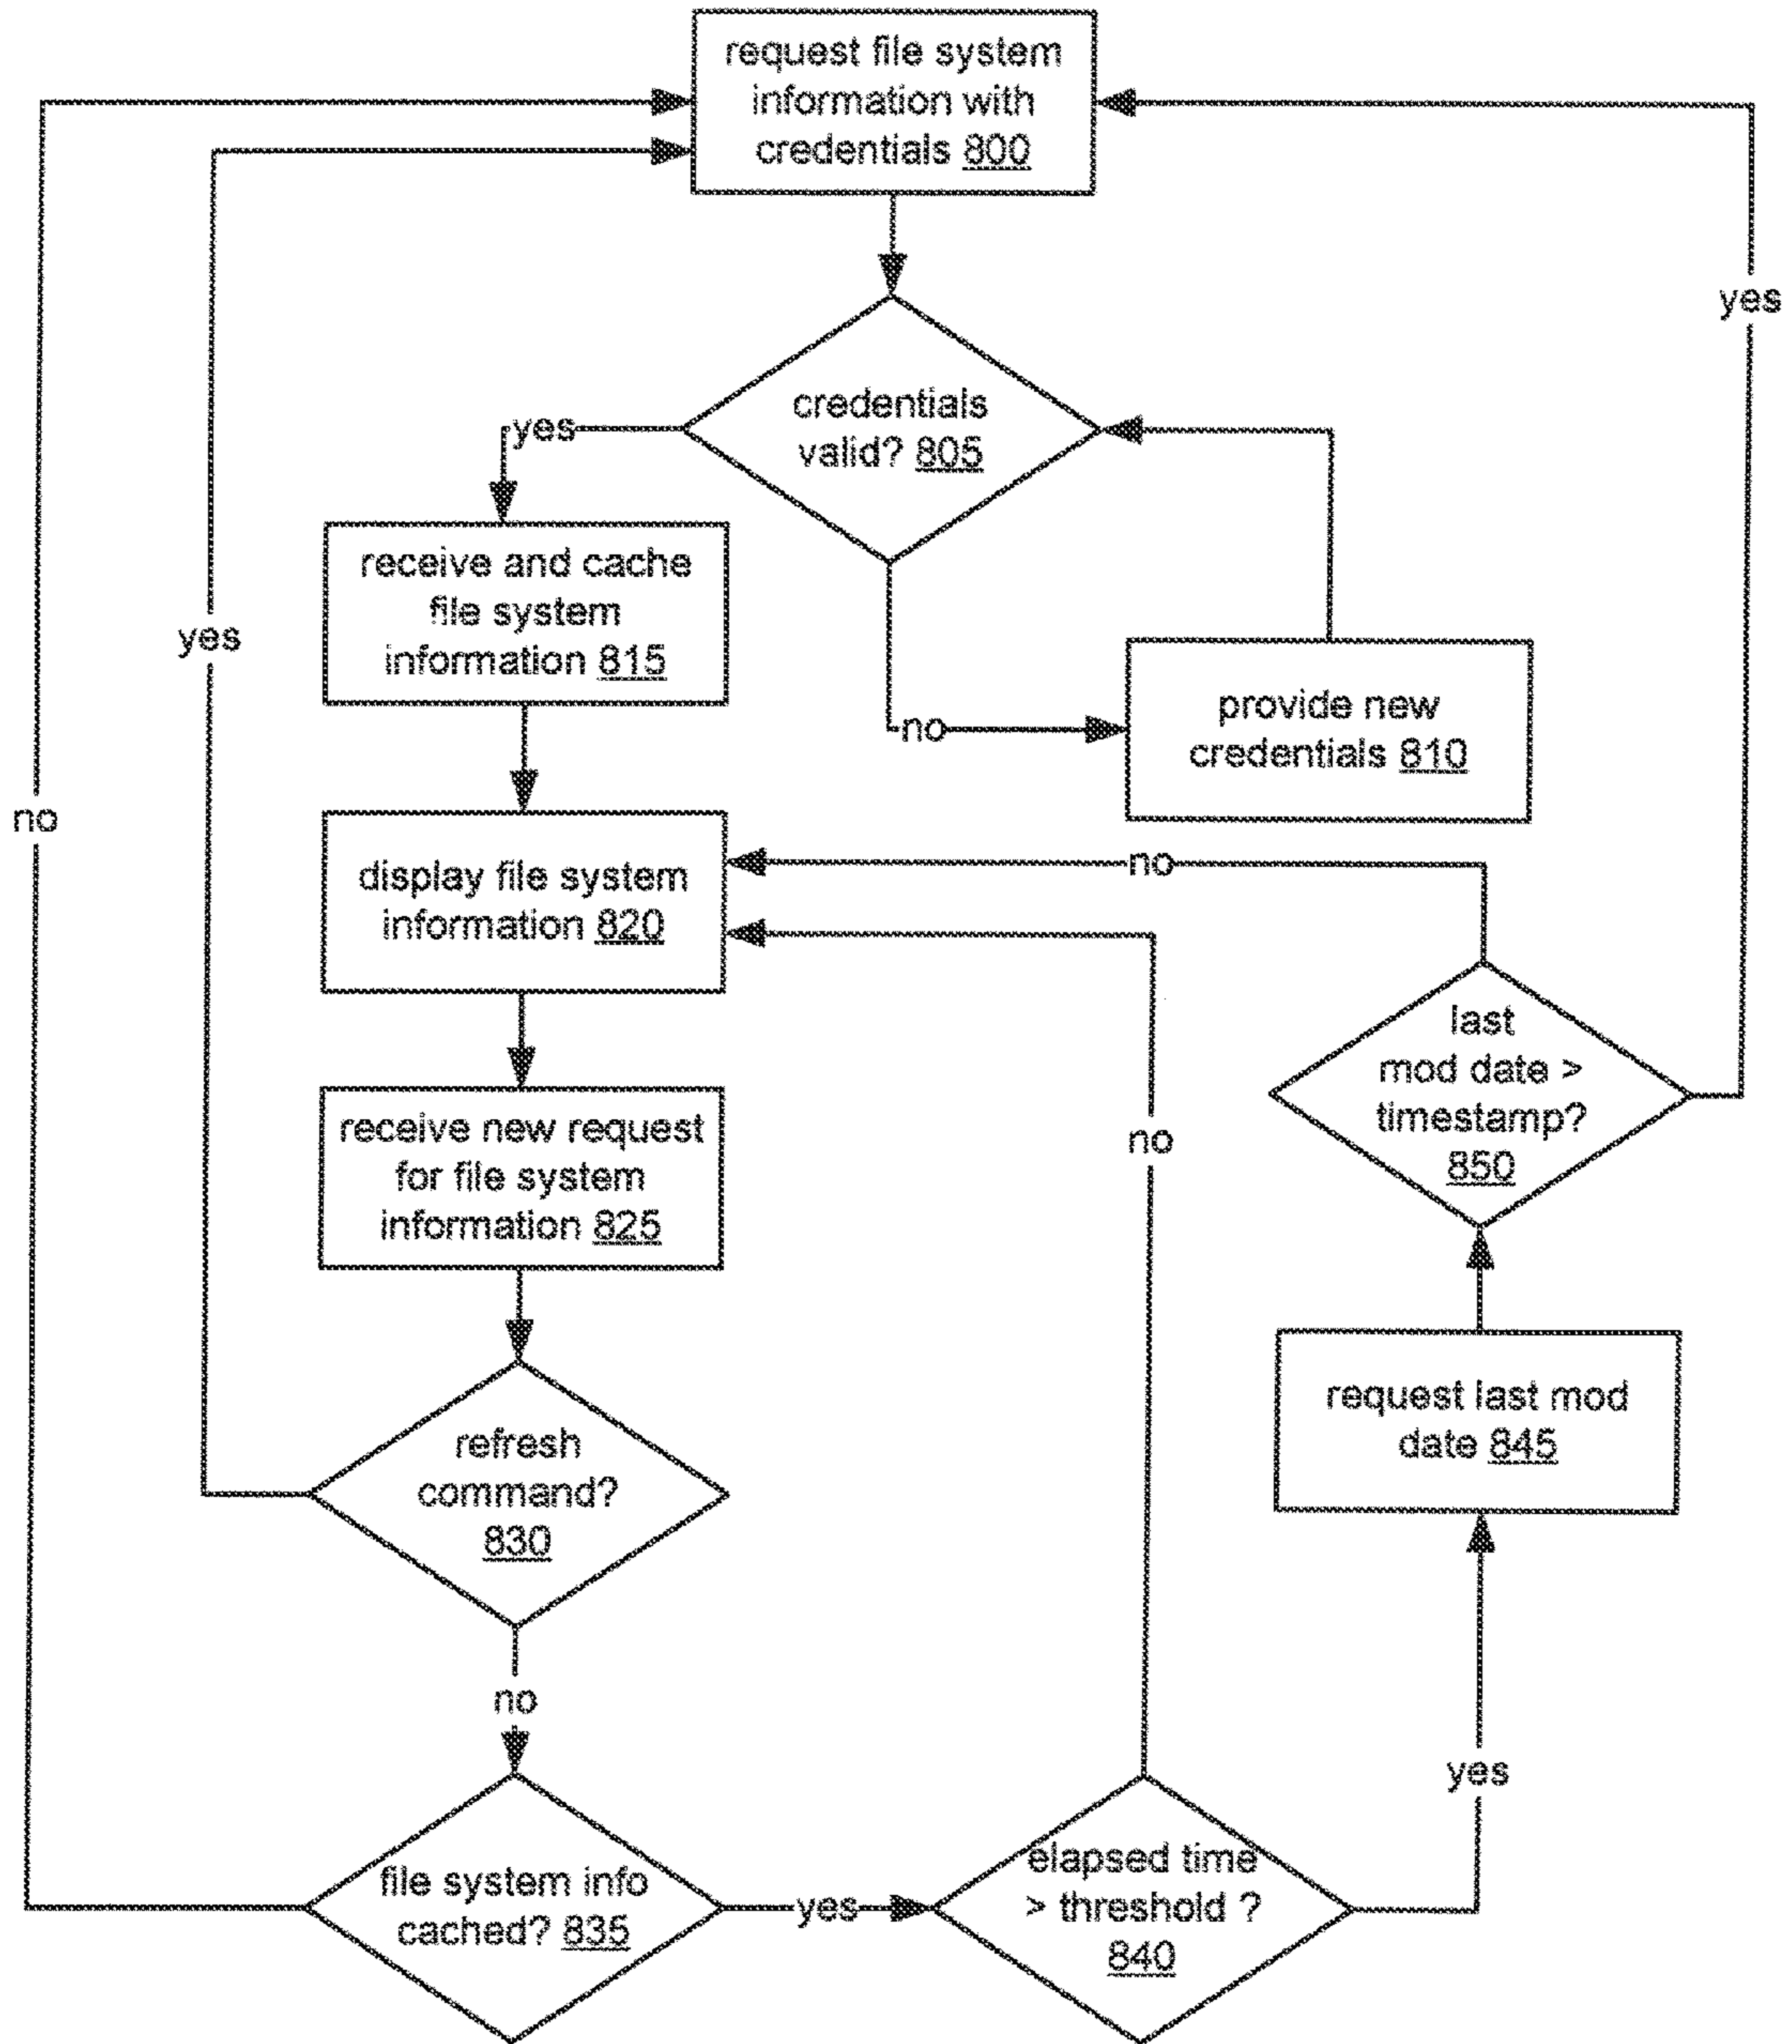 request file system
information with
credentials 800
yes
credentials
valid? 805
yes
receive and cache
file system
information 815
yes
no
provide new
credentials 810
no
no
display file system
information 820
last
mod date >
timestamp?
850
receive new request
for file system
information 825
no
request last mod
date 845
refresh
command?
830
no
yes
file system info
cached? 835
yes
elapsed time
> threshold ?
840